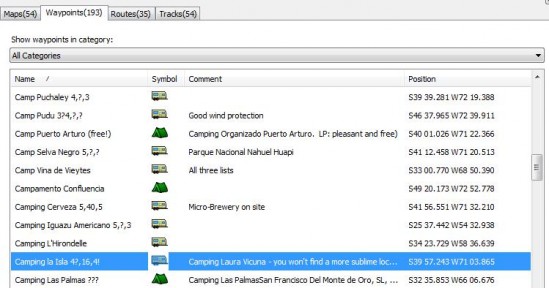 Maps(54) Waypoints(193) Routes(35) Tracks(54)
Show waypoints in category:
All Categories
Name / Symbol Comment Position
Camp Puchaley 4,?,3 S39 39.281 W72 19.388
Camp Pudu 3?4,?,? Good wind protection S46 37.965 W72 39.911
Camp Puerto Arturo (free!) Camping Organizado Puerto Arturo. LP: pleasant and free) S40 01.026 W71 22.366
Camp Selva Negro 5,?,? Parque Nacional Nahuel Huapi S41 12.458 W71 20.513
Camp Vina de Vieytes All three lists S33 00.770 W68 50.390
Campamento Confluencia S49 20.173 W72 52.778
Camping Cerveza 5,40,5 Micro-Brewery on site S41 56.551 W71 32.210
Camping Iguazu Americano 5,?,3 S25 37.442 W54 32.938
Camping L'Hirondelle S34 23.729 W58 36.639
Camping la Isla 4?,16,4! Camping Laura Vicuna - you won't find a more sublime loc... S39 57.243 W71 03.865
Camping Las Palmas ??? Camping Las PalmasSan Francisco Del Monte de Oro, SL, ... S32 35.853 W66 06.576